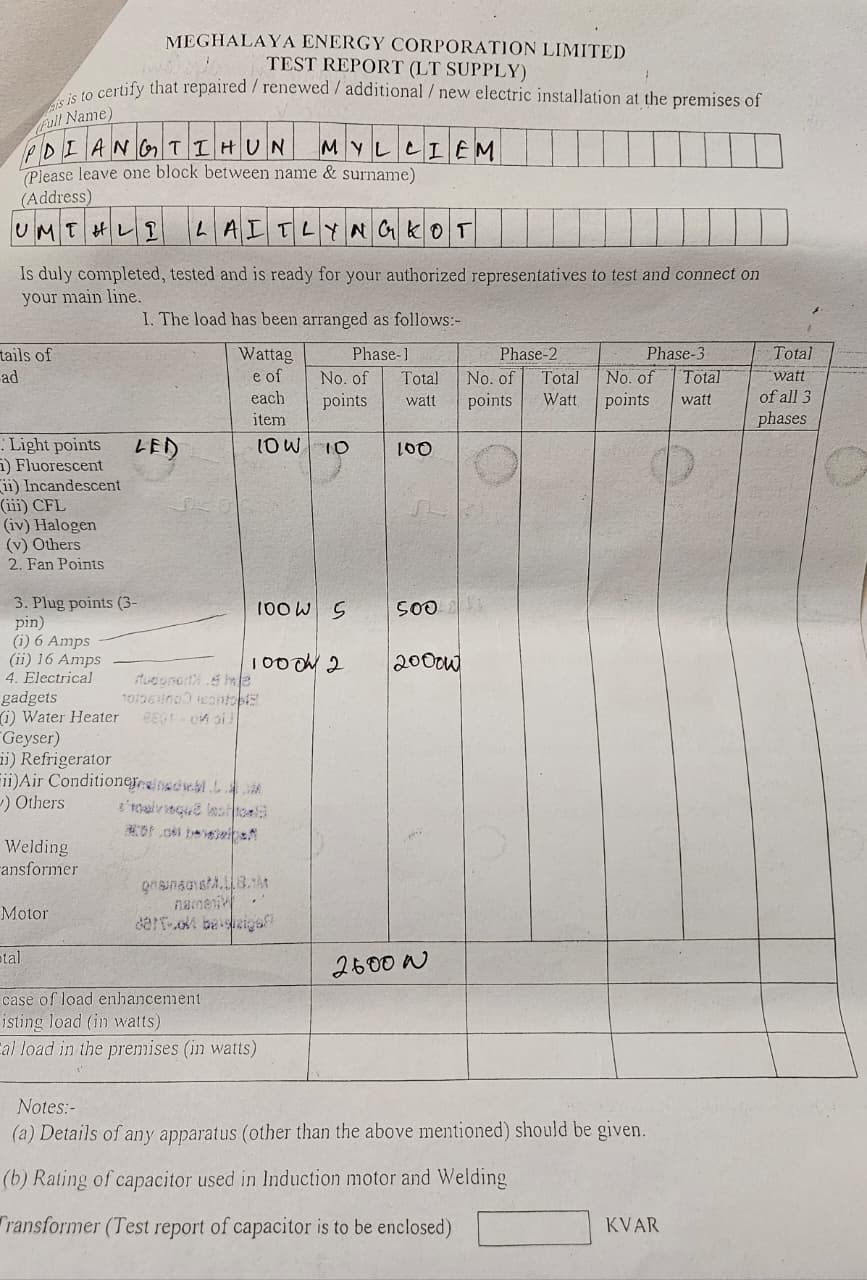 MEGHALAYA ENERGY CORPORATION LIMITED
TEST REPORT (LT SUPPLY)
is to certify that repaired / renewed / additional / new electric installation at the premises of
(Full Name)
PDIANGTIHUN MYLLIEM
(Please leave one block between name & surname)
(Address)
UMTHLI LAITLYNGKOT
Is duly completed, tested and is ready for your authorized representatives to test and connect on
your main line.
1. The load has been arranged as follows:-
tails of Wattag Phase-1 Phase-2 Phase-3 Total
ad e of No. of Total No. of Total No. of Total watt
each points watt points Watt points watt of all 3
item phases
Light points LED 10W 10 100
i) Fluorescent
(ii) Incandescent
(iii) CFL
(iv) Halogen
(v) Others
2. Fan Points
3. Plug points (3- 100W 5 500
pin)
(i) 6 Amps
(ii) 16 Amps 1000W 2 2000W
4. Electrical
gadgets
(i) Water Heater
Geyser)
ii) Refrigerator
iii)Air Conditioner
) Others
Welding
ansformer
Motor
tal 2600 W
case of load enhancement
isting load (in watts)
al load in the premises (in watts)
Notes:-
(a) Details of any apparatus (other than the above mentioned) should be given.
(b) Rating of capacitor used in Induction motor and Welding
Transformer (Test report of capacitor is to be enclosed) KVAR